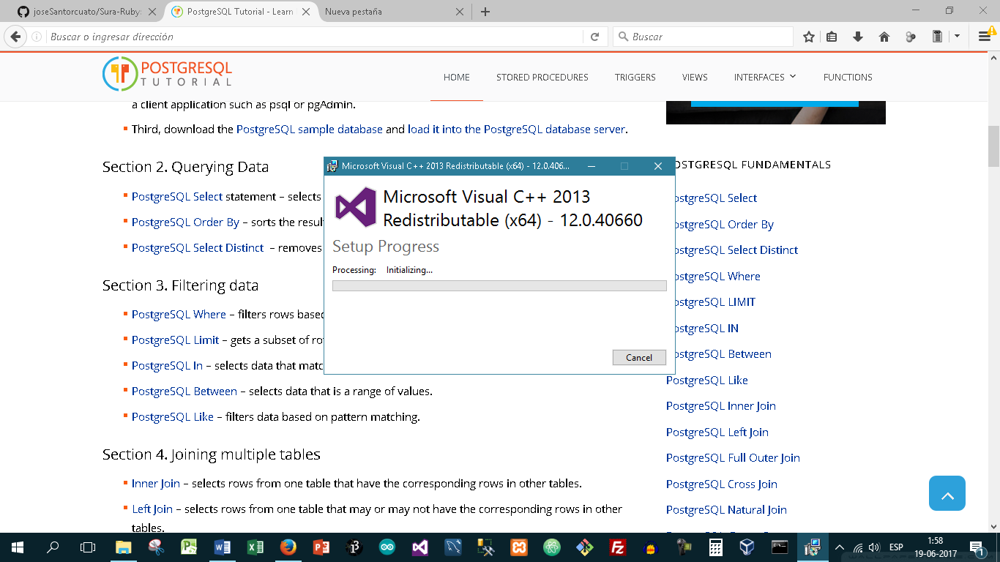 joseSantorcuato/Sura-Ruby:
PostgreSQL Tutorial - Learn
Nueva pestaña
Buscar o ingresar dirección
Buscar
POSTGRESQL
TUTORIAL
HOME
STORED PROCEDURES
TRIGGERS
VIEWS
INTERFACES
FUNCTIONS
a client application such as psql or pgAdmin.
Third, download the PostgreSQL sample database and load it into the PostgreSQL database server.
Section 2. Querying Data
PostgreSQL Select statement – selects
PostgreSQL Order By – sorts the result
PostgreSQL Select Distinct – removes
Section 3. Filtering data
PostgreSQL Where – filters rows based
PostgreSQL Limit – gets a subset of ro
PostgreSQL In – selects data that matc
PostgreSQL Between – selects data that is a range of values.
PostgreSQL Like – filters data based on pattern matching.
Section 4. Joining multiple tables
Inner Join – selects rows from one table that have the corresponding rows in other tables.
Left Join – selects rows from one table that may or may not have the corresponding rows in other
tables.
Microsoft Visual C++ 2013 Redistributable (x64) - 12.0.406...
Microsoft Visual C++ 2013
Redistributable (x64) - 12.0.40660
Setup Progress
Processing: Initializing...
Cancel
OSTGRESQL FUNDAMENTALS
ostgreSQL Select
ostgreSQL Order By
ostgreSQL Select Distinct
ostgreSQL Where
ostgreSQL LIMIT
ostgreSQL IN
ostgreSQL Between
PostgreSQL Like
PostgreSQL Inner Join
PostgreSQL Left Join
PostgreSQL Full Outer Join
PostgreSQL Cross Join
PostgreSQL Natural Join
ESP
1:58
19-06-2017
1